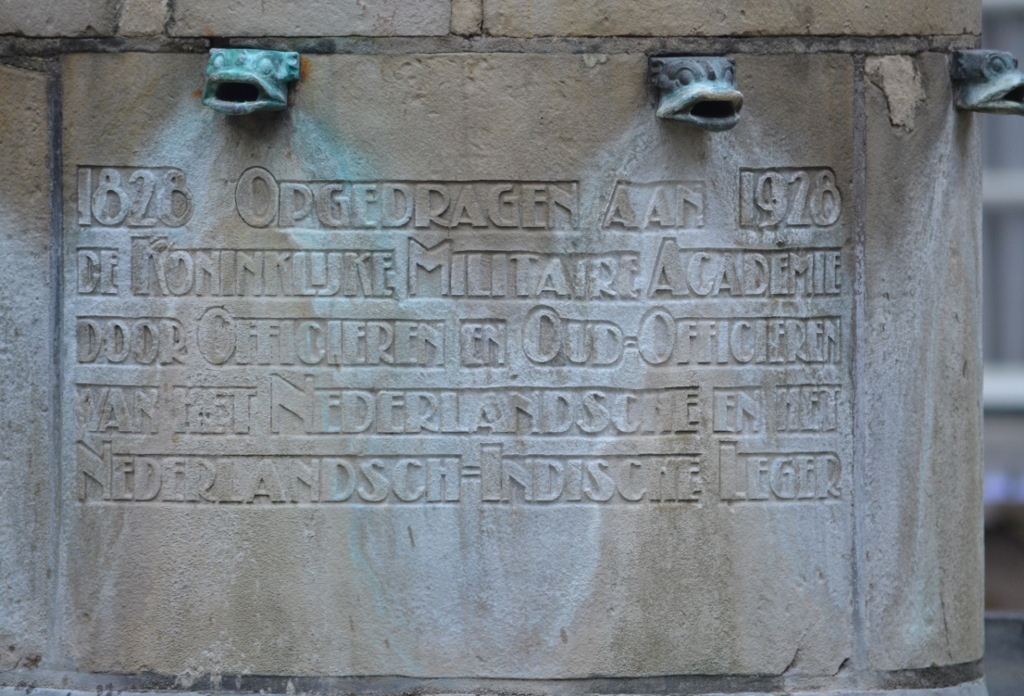 1828 OPGEDRAGEN AAN 1928
DE KONINKLIJKE MILITAIRE ACADEMIE
DOOR OFFICIEREN EN OUD-OFFICIEREN
VAN HET NEDERLANDSCHE EN HET
NEDERLANDSCH-INDISCHE LEGER